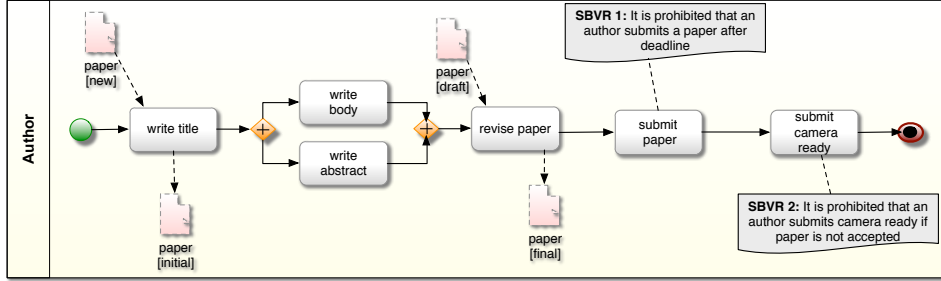 Author
paper
[new]
write title
paper
[initial]
write
body
write
abstract
paper
[draft]
revise paper
paper
[final]
SBVR 1: It is prohibited that an
author submits a paper after
deadline
submit
paper
submit
camera
ready
SBVR 2: It is prohibited that an
author submits camera ready if
paper is not accepted